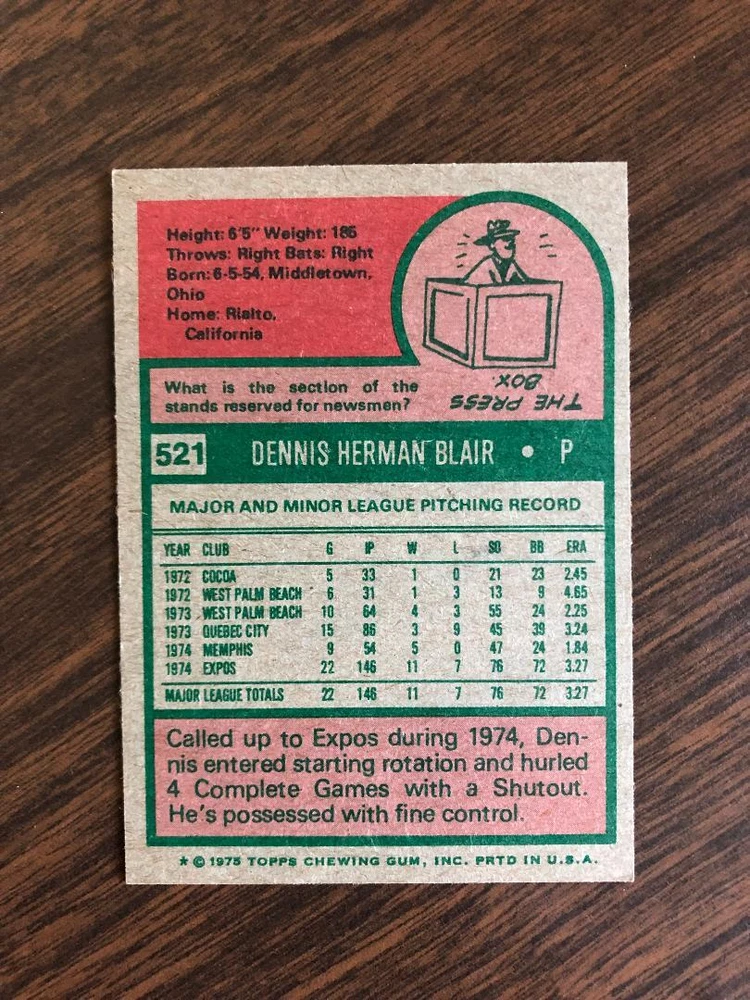 Height: 6'5" Weight: 185
Throws: Right Bats: Right
Born: 6-5-54, Middletown,
Ohio
Home: Rialto,
California
What is the section of the
stands reserved for newsmen?
THE PRESS
BOX.
521 DENNIS HERMAN BLAIR • P
MAJOR AND MINOR LEAGUE PITCHING RECORD
YEAR CLUB G IP W L SO BB ERA
1972 COCOA 5 33 1 0 21 23 2.45
1972 WEST PALM BEACH 6 31 1 3 13 9 4.65
1973 WEST PALM BEACH 10 64 4 3 55 24 2.25
1973 QUEBEC CITY 15 86 3 9 45 39 3.24
1974 MEMPHIS 9 54 5 0 47 24 1.84
1974 EXPOS 22 146 11 7 76 72 3.27
MAJOR LEAGUE TOTALS 22 146 11 7 76 72 3.27
Called up to Expos during 1974, Den-
nis entered starting rotation and hurled
4 Complete Games with a Shutout.
He's possessed with fine control.
* © 1975 TOPPS CHEWING GUM, INC. PRTD IN U.S.A.